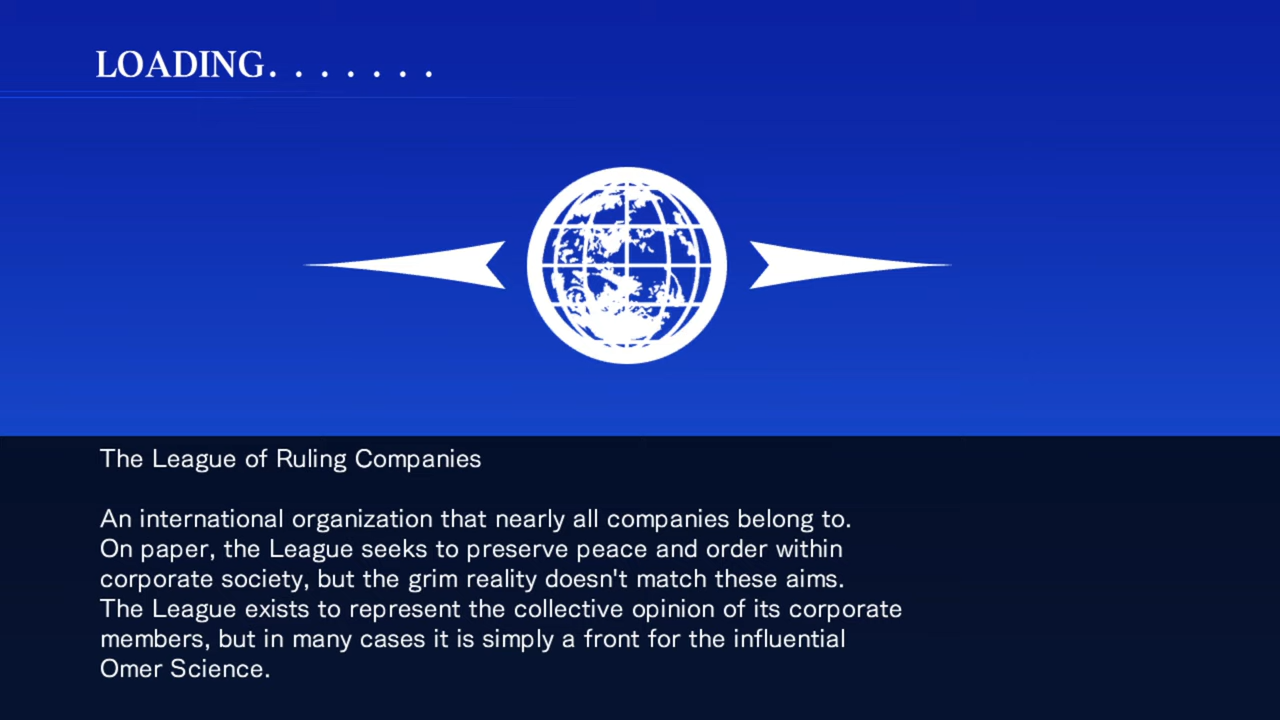 LOADING. . . . . . .
The League of Ruling Companies
An international organization that nearly all companies belong to.
On paper, the League seeks to preserve peace and order within
corporate society, but the grim reality doesn't match these aims.
The League exists to represent the collective opinion of its corporate
members, but in many cases it is simply a front for the influential
Omer Science.